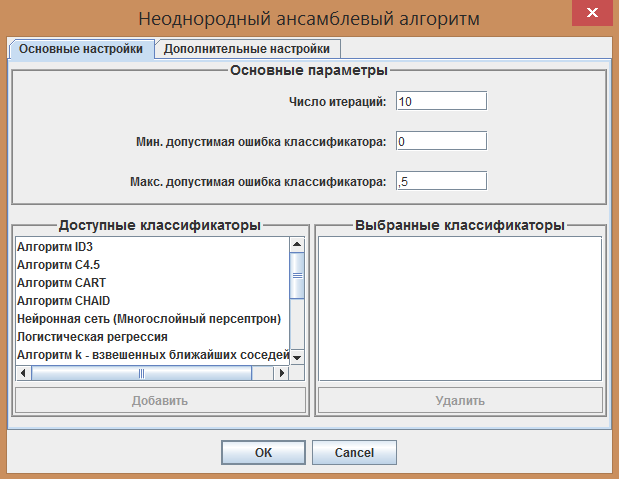 Неоднородный ансамблевый алгоритм
Основные настройки Дополнительные настройки
Основные параметры
Число итераций: 10
Мин. допустимая ошибка классификатора: 0
Макс. допустимая ошибка классификатора: ,5
Доступные классификаторы
Алгоритм ID3
Алгоритм C4.5
Алгоритм CART
Алгоритм CHAID
Нейронная сеть (Многослойный персептрон)
Логистическая регрессия
Алгоритм k - взвешенных ближайших соседей
Добавить
Выбранные классификаторы
Удалить
OK Cancel